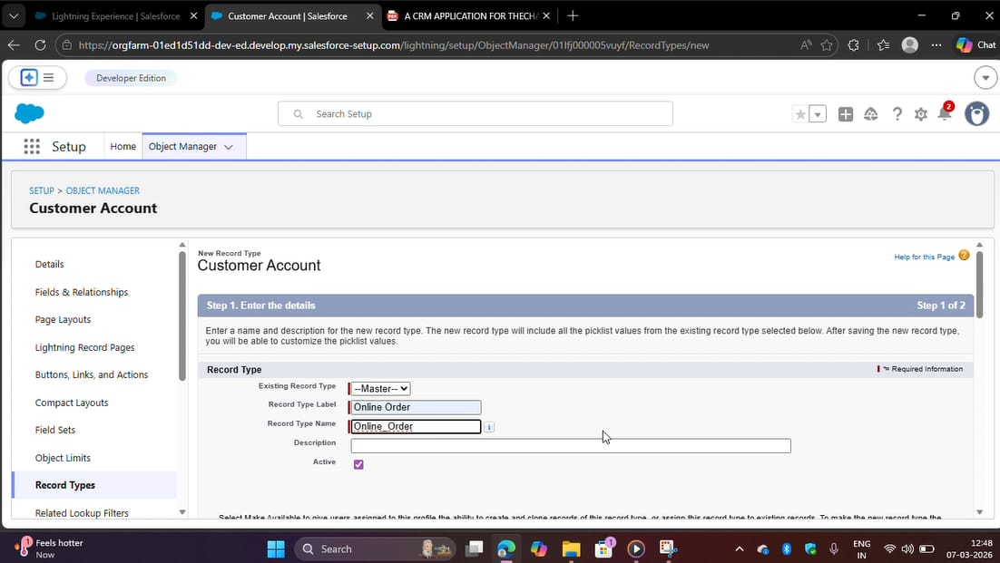 Lightning Experience | Salesforce
Customer Account | Salesforce
A CRM APPLICATION FOR THECHA
https://orgfarm-01ed1d51dd-dev-ed.develop.my.salesforce-setup.com/lightning/setup/ObjectManager/01Ifj000005vuyf/RecordTypes/new
Chat
Developer Edition
Search Setup
2
Setup
Home
Object Manager
SETUP > OBJECT MANAGER
Customer Account
Details
Fields & Relationships
Page Layouts
Lightning Record Pages
Buttons, Links, and Actions
Compact Layouts
Field Sets
Object Limits
Record Types
Related Lookup Filters
New Record Type
Customer Account
Help for this Page
Step 1. Enter the details
Step 1 of 2
Enter a name and description for the new record type. The new record type will include all the picklist values from the existing record type selected below. After saving the new record type,
you will be able to customize the picklist values.
Record Type
= Required Information
Existing Record Type
--Master--
Record Type Label
Online Order
Record Type Name
Online_Order
i
Description
Active
Select Make Available to give users assigned to this profile the ability to create and clone records of this record type, or assign this record type to existing records. To make the new record type the
1
Feels hotter
Now
Search
1
ENG
IN
12:48
07-03-2026